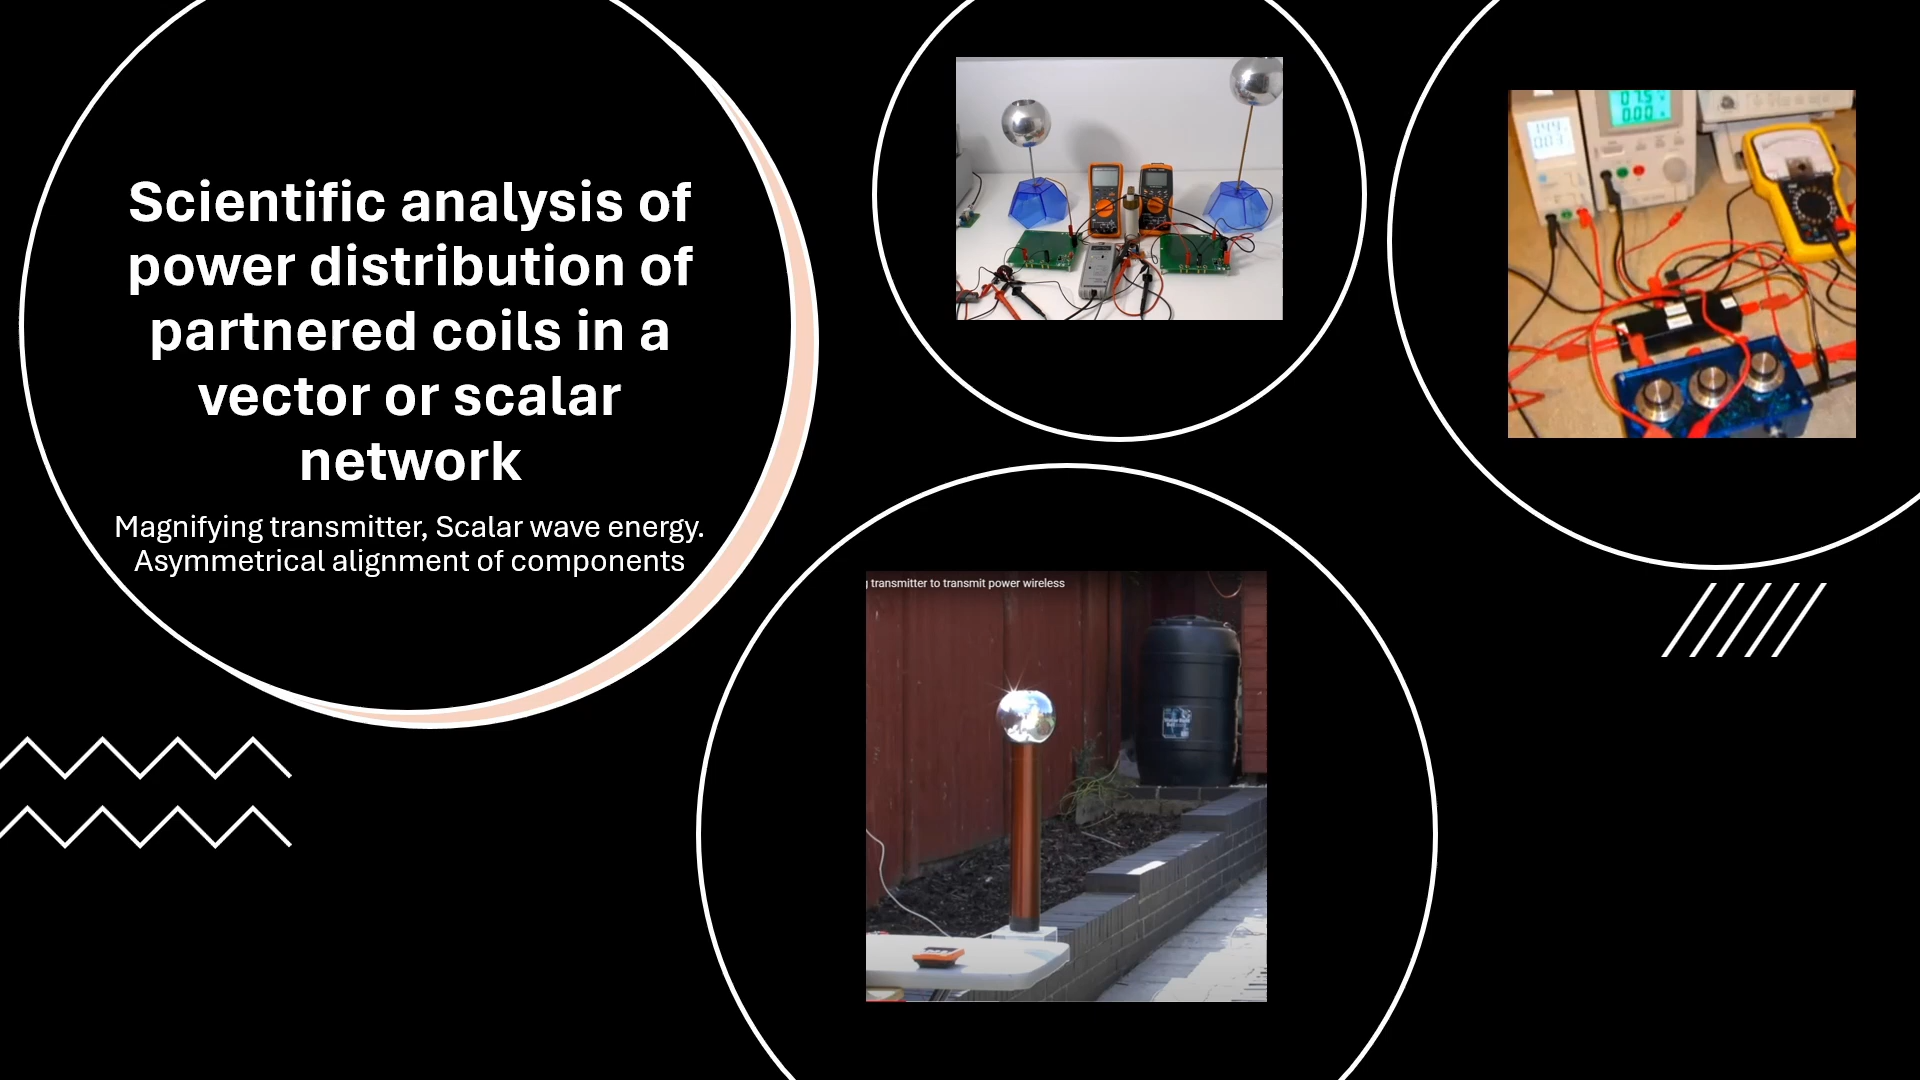 Scientific analysis of
power distribution of
partnered coils in a
vector or scalar
network
Magnifying transmitter, Scalar wave energy.
Asymmetrical alignment of components
transmitter to transmit power wireless